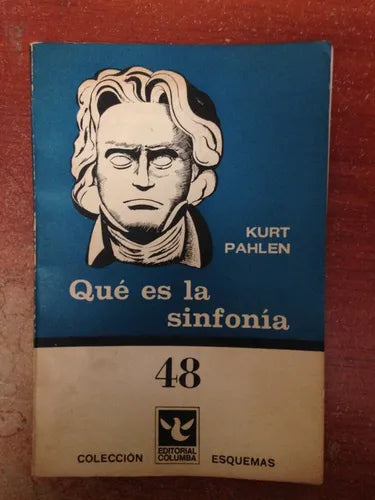 KURT
PAHLEN
Qué es la
sinfonía
48
EDITORIAL
COLUMBA
COLECCIÓN ESQUEMAS